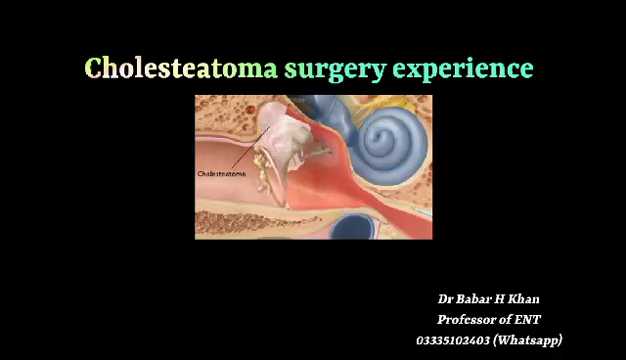 Cholesteatoma surgery experience
Cholesteatoma
Dr Babar H Khan
Professor of ENT
03335102403 (Whatsapp)